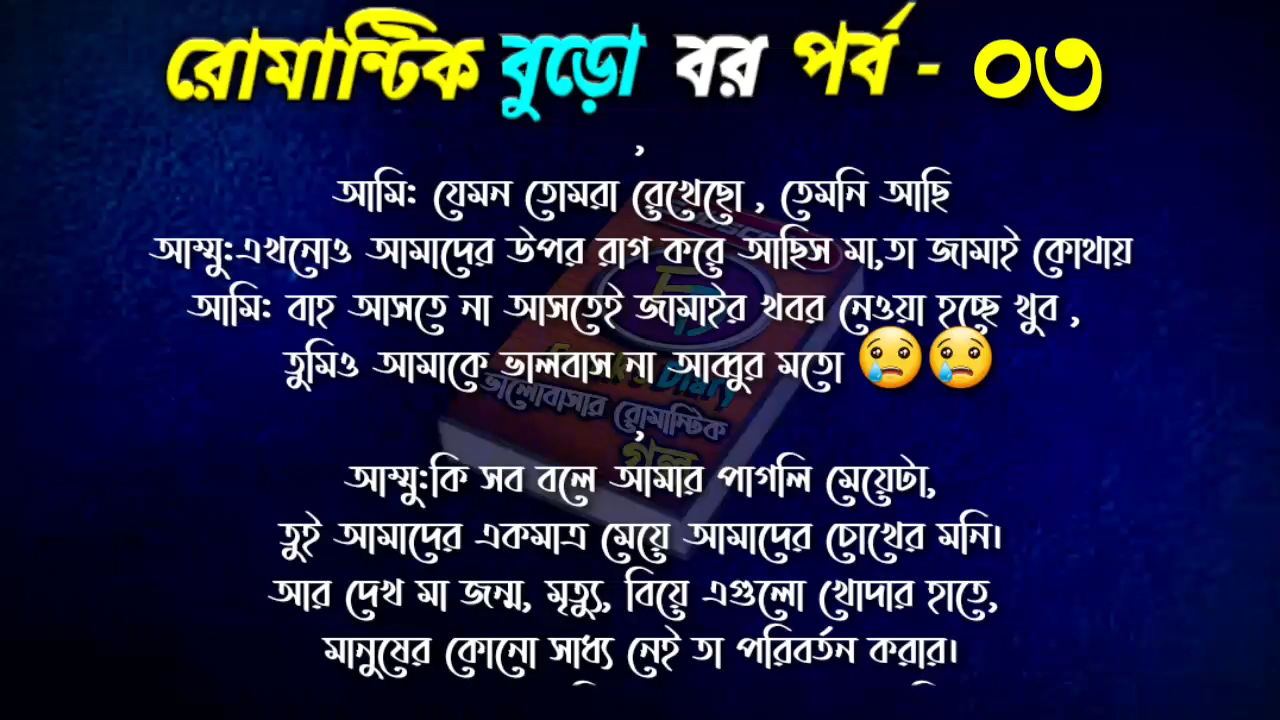 রোমান্টিক বুড়ো বর পর্ব - ০৩
,
আমি: যেমন তোমরা রেখেছো , তেমনি আছি
আম্মু:এখনোও আমাদের উপর রাগ করে আছিস মা,তা জামাই কোথায়
আমি: বাহ আসতে না আসতেই জামাইর খবর নেওয়া হচ্ছে খুব ,
তুমিও আমাকে ভালবাস না আব্বুর মতো 😢😢
Diary
ভালোবাসার রোমান্টিক
গল্প
,
আম্মু:কি সব বলে আমার পাগলি মেয়েটা,
তুই আমাদের একমাত্র মেয়ে আমাদের চোখের মনি।
আর দেখ মা জন্ম, মৃত্যু, বিয়ে এগুলো খোদার হাতে,
মানুষের কোনো সাধ্য নেই তা পরিবর্তন করার।